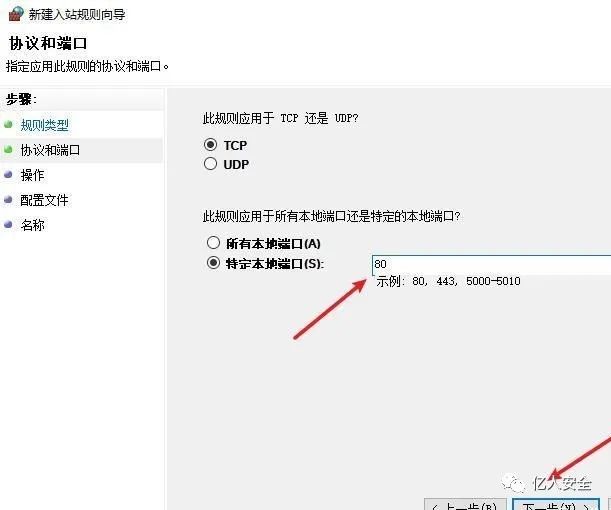 新建入站规则向导
协议和端口
指定应用此规则的协议和端口。
步骤:
规则类型
协议和端口
操作
配置文件
名称
此规则应用于 TCP 还是 UDP?
TCP
UDP
此规则应用于所有本地端口还是特定的本地端口?
所有本地端口(A)
特定本地端口(S):
80
示例: 80, 443, 5000-5010
亿人安全
< 上一步(B)
下一步(N) >